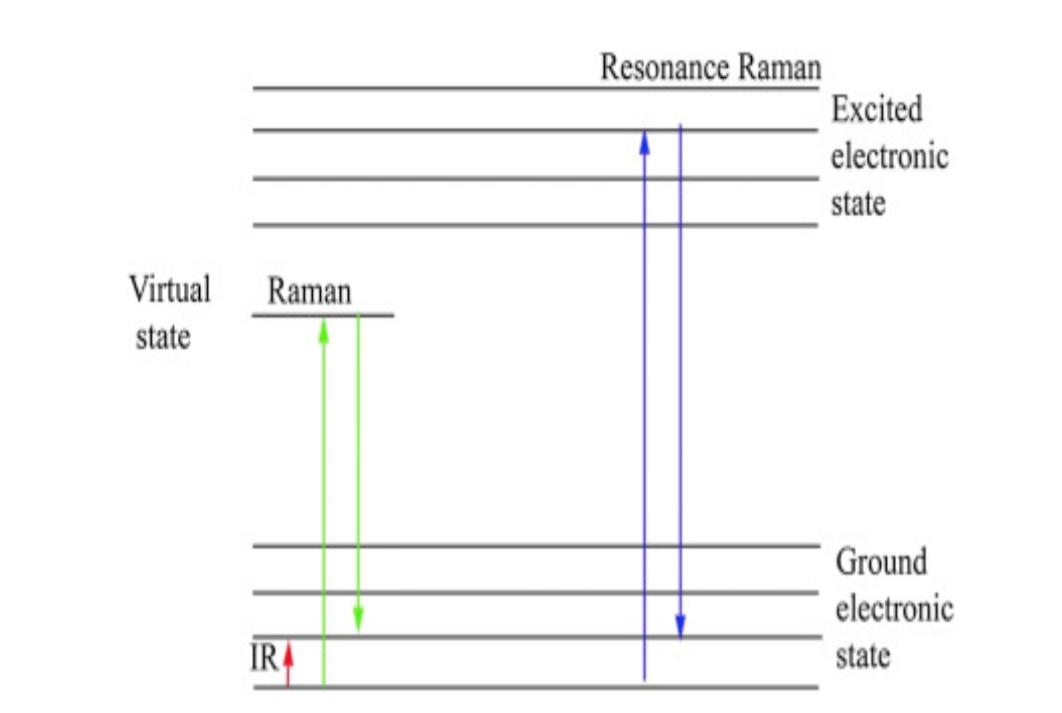 Resonance Raman
Excited
electronic
state
Virtual
state
Raman
Ground
electronic
state
IR